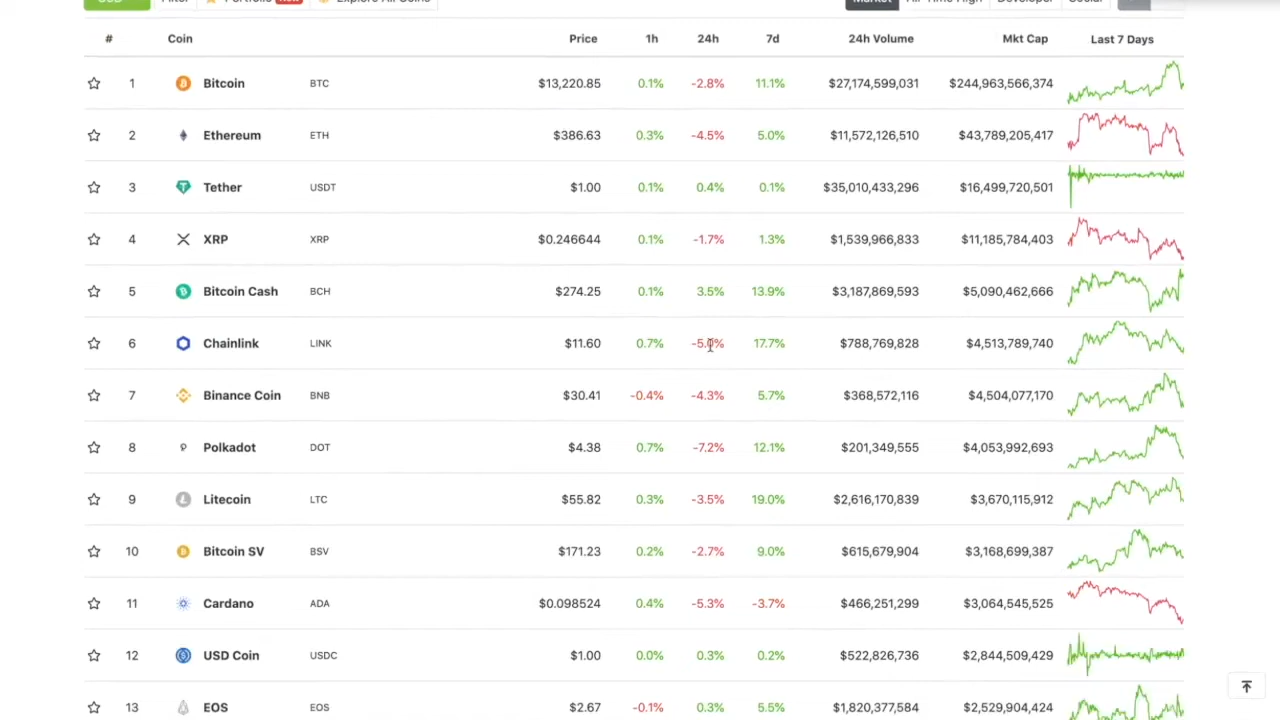 # Coin Price 1h 24h 7d 24h Volume Mkt Cap Last 7 Days
1 Bitcoin BTC $13,220.85 0.1% -2.8% 11.1% $27,174,599,031 $244,963,566,374
2 Ethereum ETH $386.63 0.3% -4.5% 5.0% $11,572,126,510 $43,789,205,417
3 Tether USDT $1.00 0.1% 0.4% 0.1% $35,010,433,296 $16,499,720,501
4 XRP XRP $0.246644 0.1% -1.7% 1.3% $1,539,966,833 $11,185,784,403
5 Bitcoin Cash BCH $274.25 0.1% 3.5% 13.9% $3,187,869,593 $5,090,462,666
6 Chainlink LINK $11.60 0.7% 17.7% $788,769,828 $4,513,789,740
7 Binance Coin BNB $30.41 -0.4% -4.3% 5.7% $368,572,116 $4,504,077,170
8 Polkadot DOT $4.38 0.7% -7.2% 12.1% $201,349,555 $4,053,992,693
9 Litecoin LTC $55.82 0.3% -3.5% 19.0% $2,616,170,839 $3,670,115,912
10 Bitcoin SV BSV $171.23 0.2% -2.7% 9.0% $615,679,904 $3,168,699,387
11 Cardano ADA $0.098524 0.4% -5.3% -3.7% $466,251,299 $3,064,545,525
12 USD Coin USDC $1.00 0.0% 0.3% 0.2% $522,826,736 $2,844,509,429
13 EOS EOS $2.67 -0.1% 0.3% 5.5% $1,820,377,584 $2,529,904,424